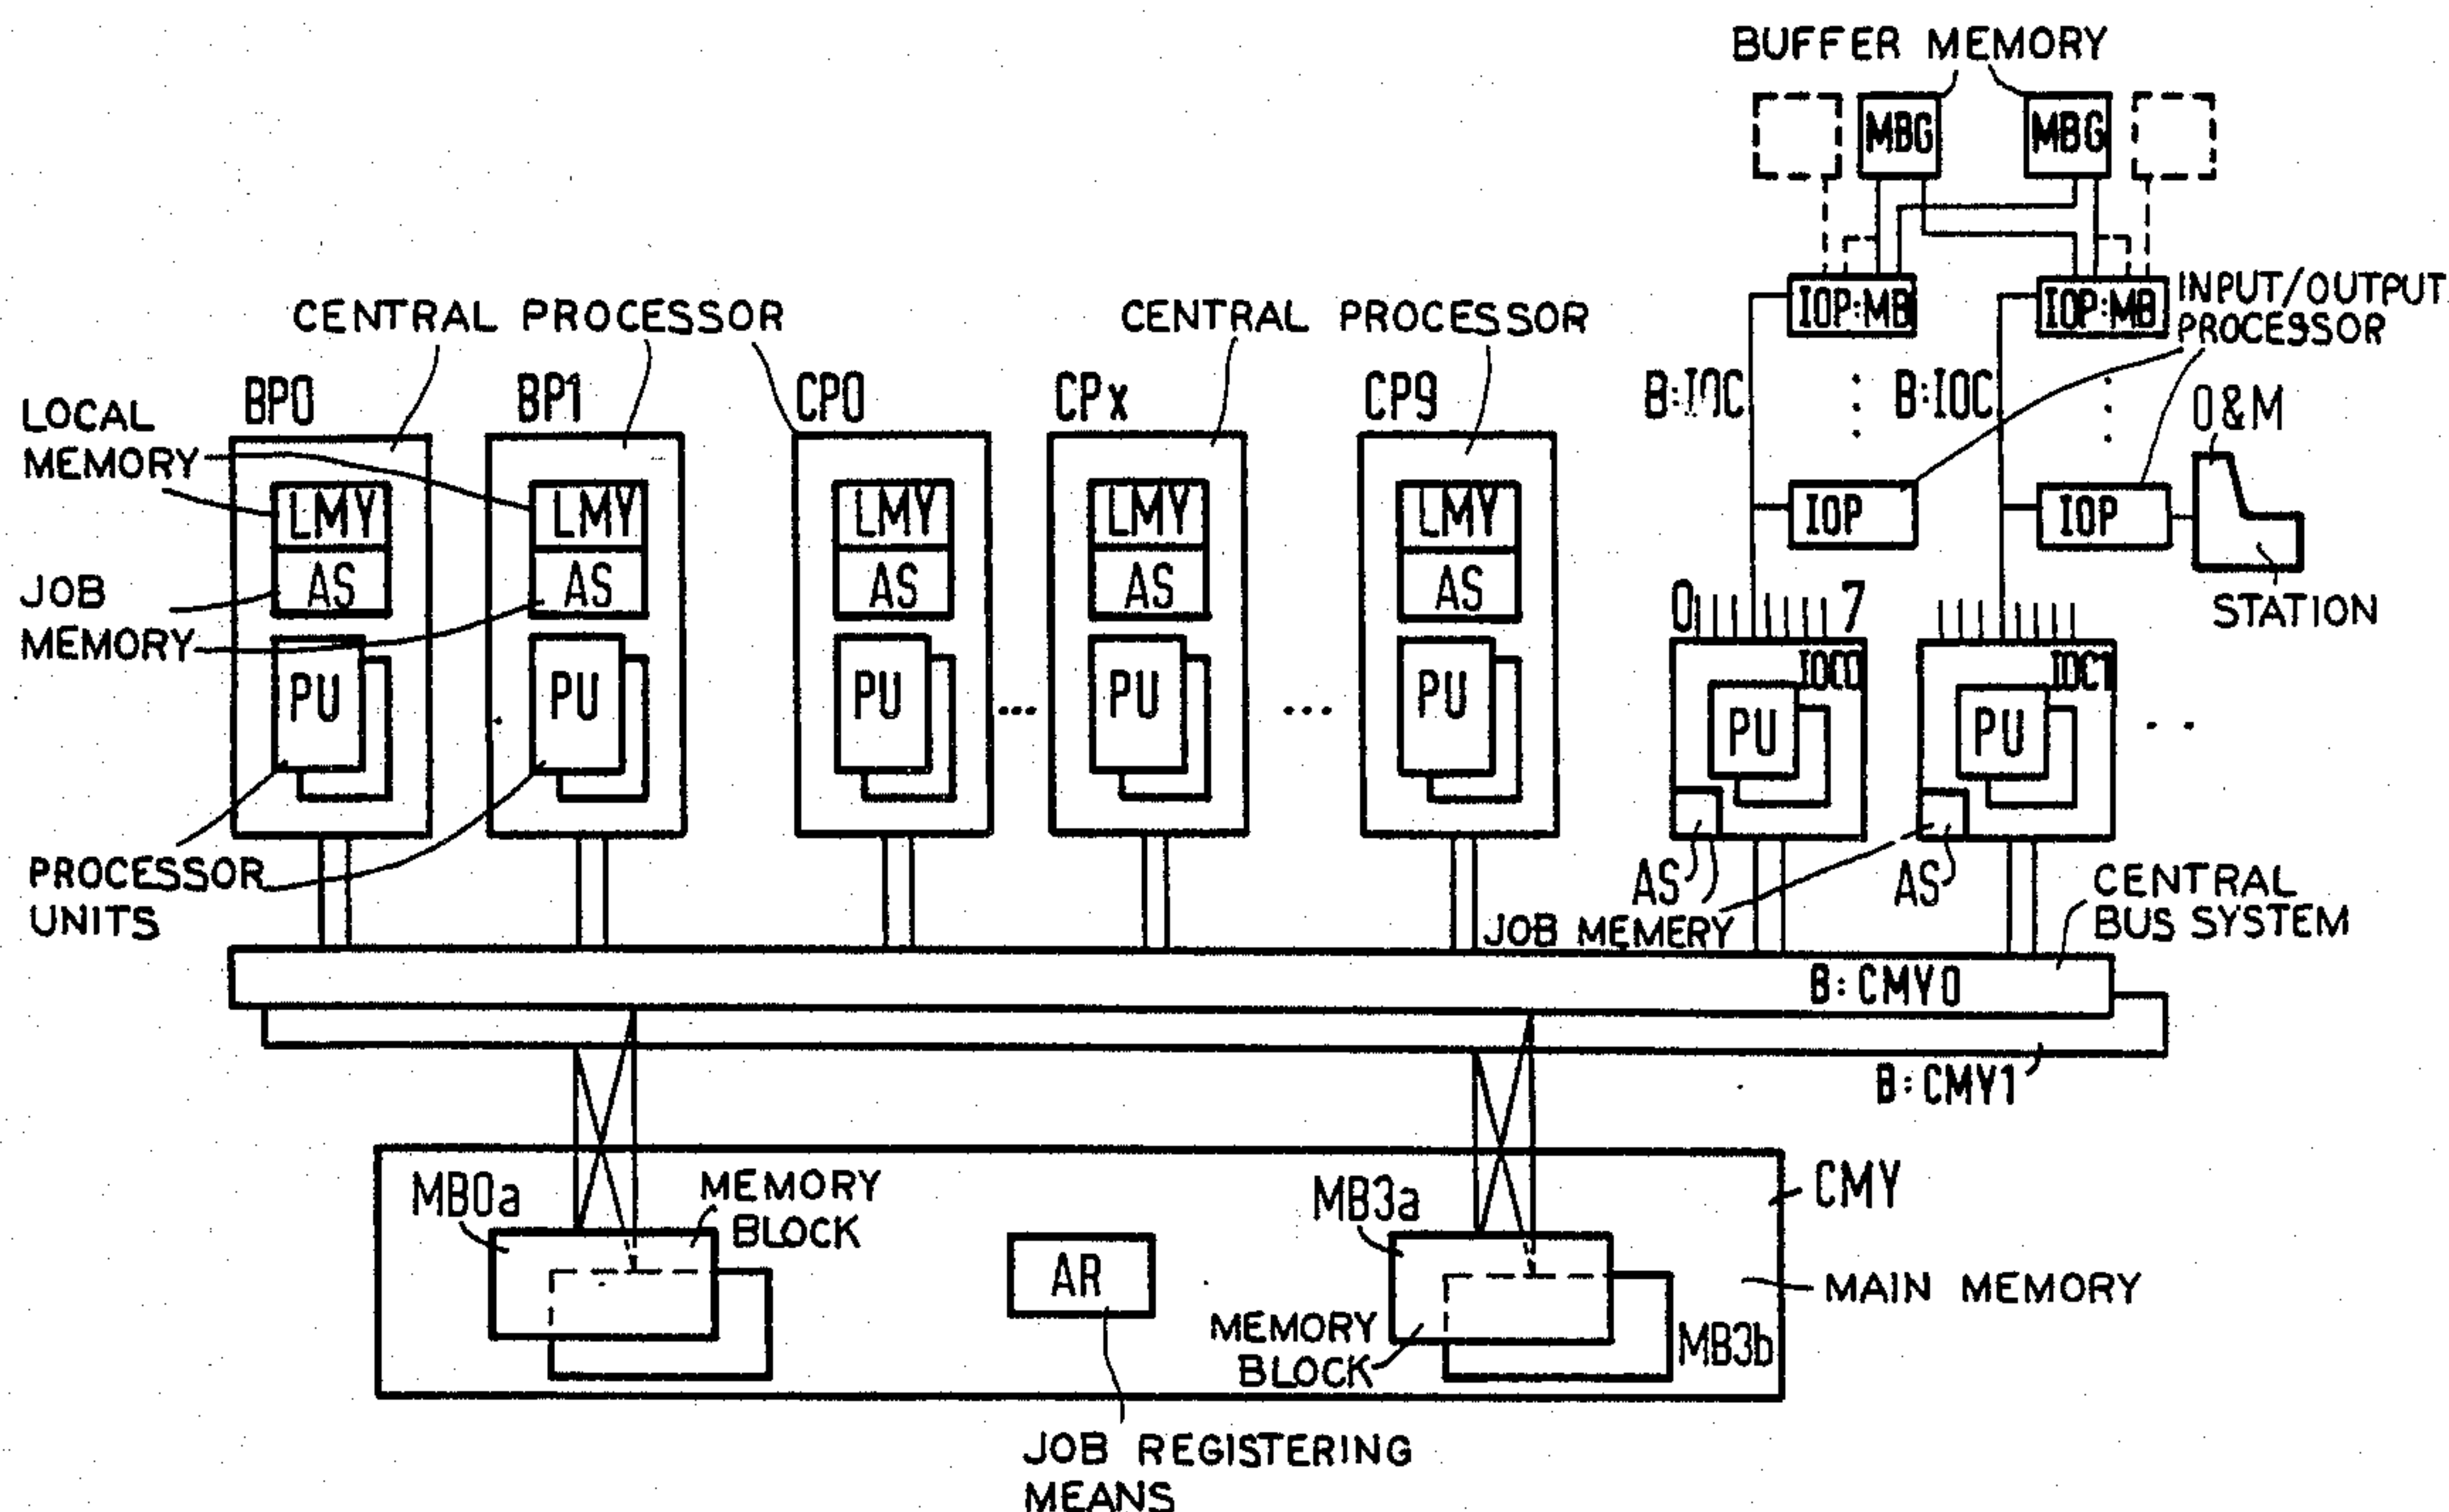 BUFFER MEMORY
MBG MBG
CENTRAL PROCESSOR CENTRAL PROCESSOR
IOP:MB IOP:MB INPUT/OUTPUT
PROCESSOR
BP0 BP1 CP0 CPx CP9 B:IOC B:IOC O&M
LOCAL
MEMORY
LMY LMY LMY LMY LMY IOP IOP
AS AS AS AS AS
JOB
MEMORY
0 7
STATION
PU PU PU PU PU
IOC0 IOC1
PU PU
... ... . .
PROCESSOR
UNITS
AS AS
JOB MEMERY
CENTRAL
BUS SYSTEM
B:CMY0
B:CMY1
MB0a MEMORY
BLOCK
MB3a CMY
AR
MAIN MEMORY
MEMORY
BLOCK
MB3b
JOB REGISTERING
MEANS